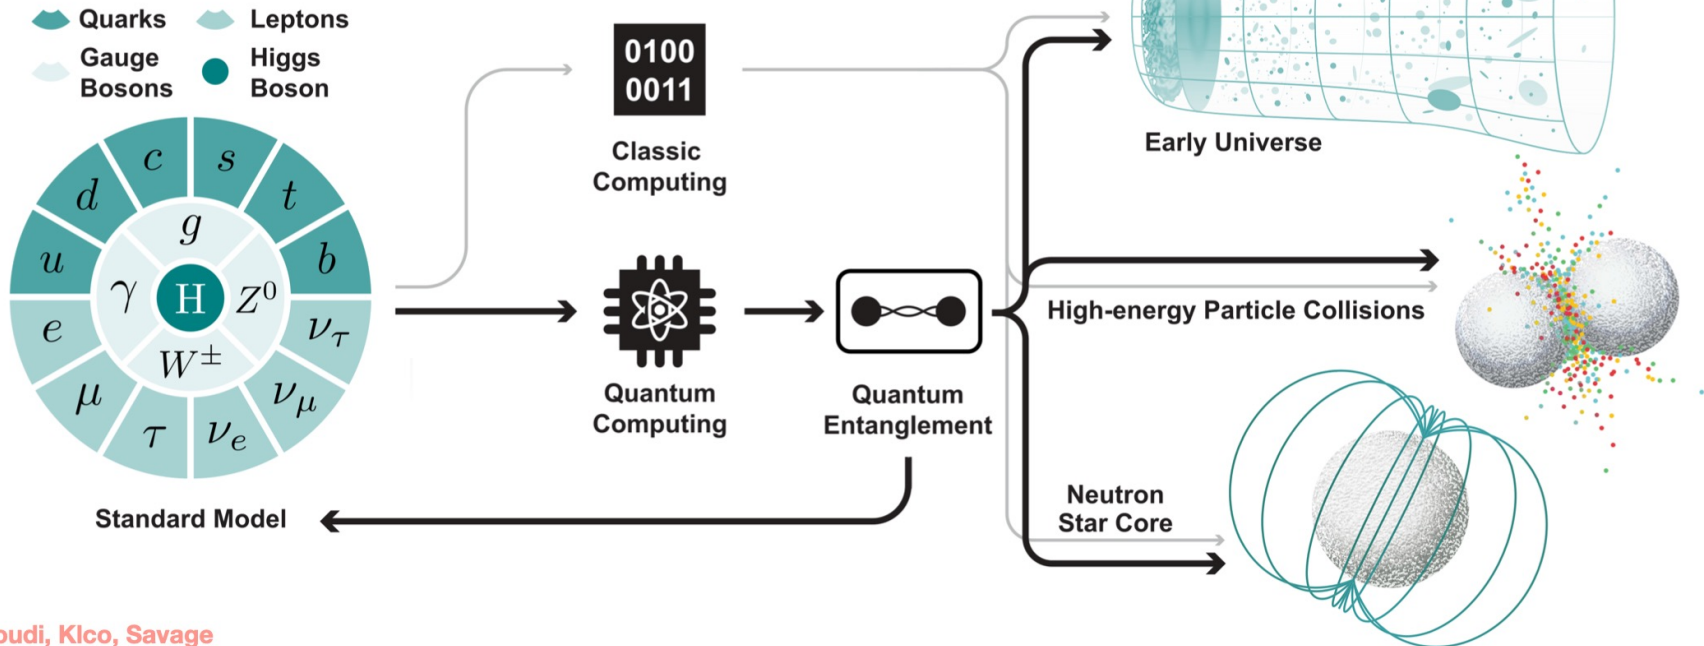 Quarks
Leptons
Gauge
Bosons
Higgs
Boson
c
s
d
t
u
b
g
γ
H
Z⁰
W±
e
ν_τ
μ
ν_μ
τ
ν_e
Standard Model
0100
0011
Classic
Computing
Quantum
Computing
Quantum
Entanglement
Early Universe
High-energy Particle Collisions
Neutron
Star Core
KIco, Savage